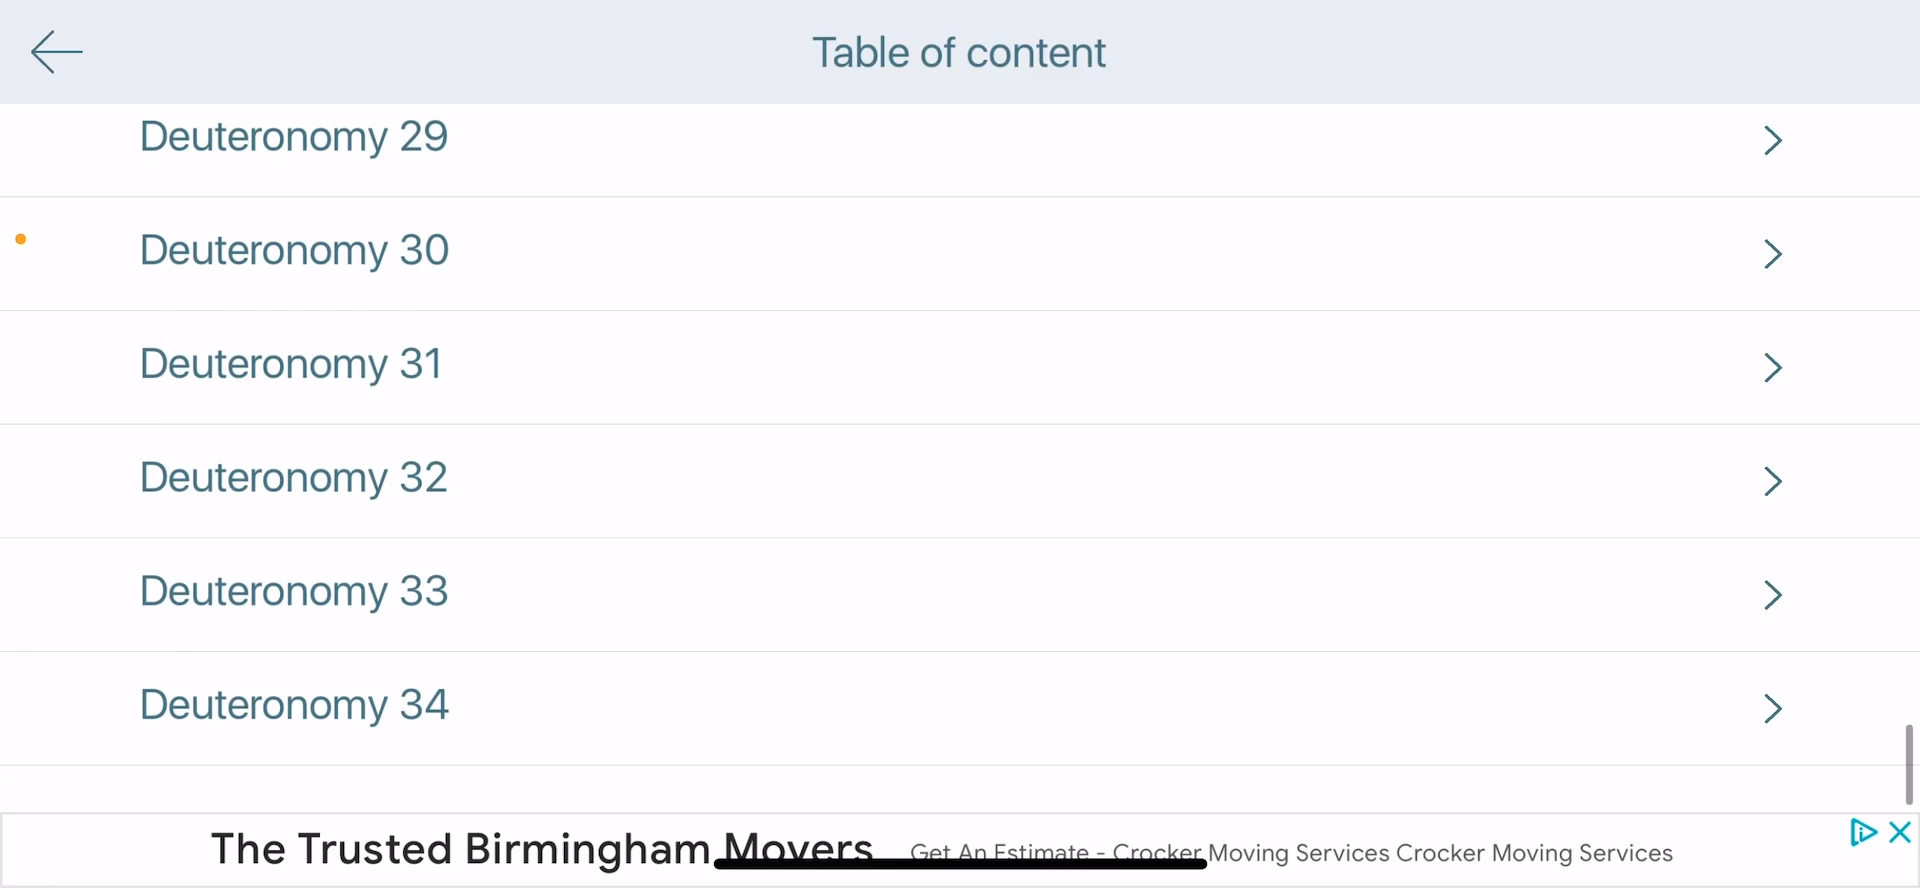 Table of content
Deuteronomy 29
Deuteronomy 30
Deuteronomy 31
Deuteronomy 32
Deuteronomy 33
Deuteronomy 34
The Trusted Birmingham Movers Get An Estimate - Crocker Moving Services Crocker Moving Services